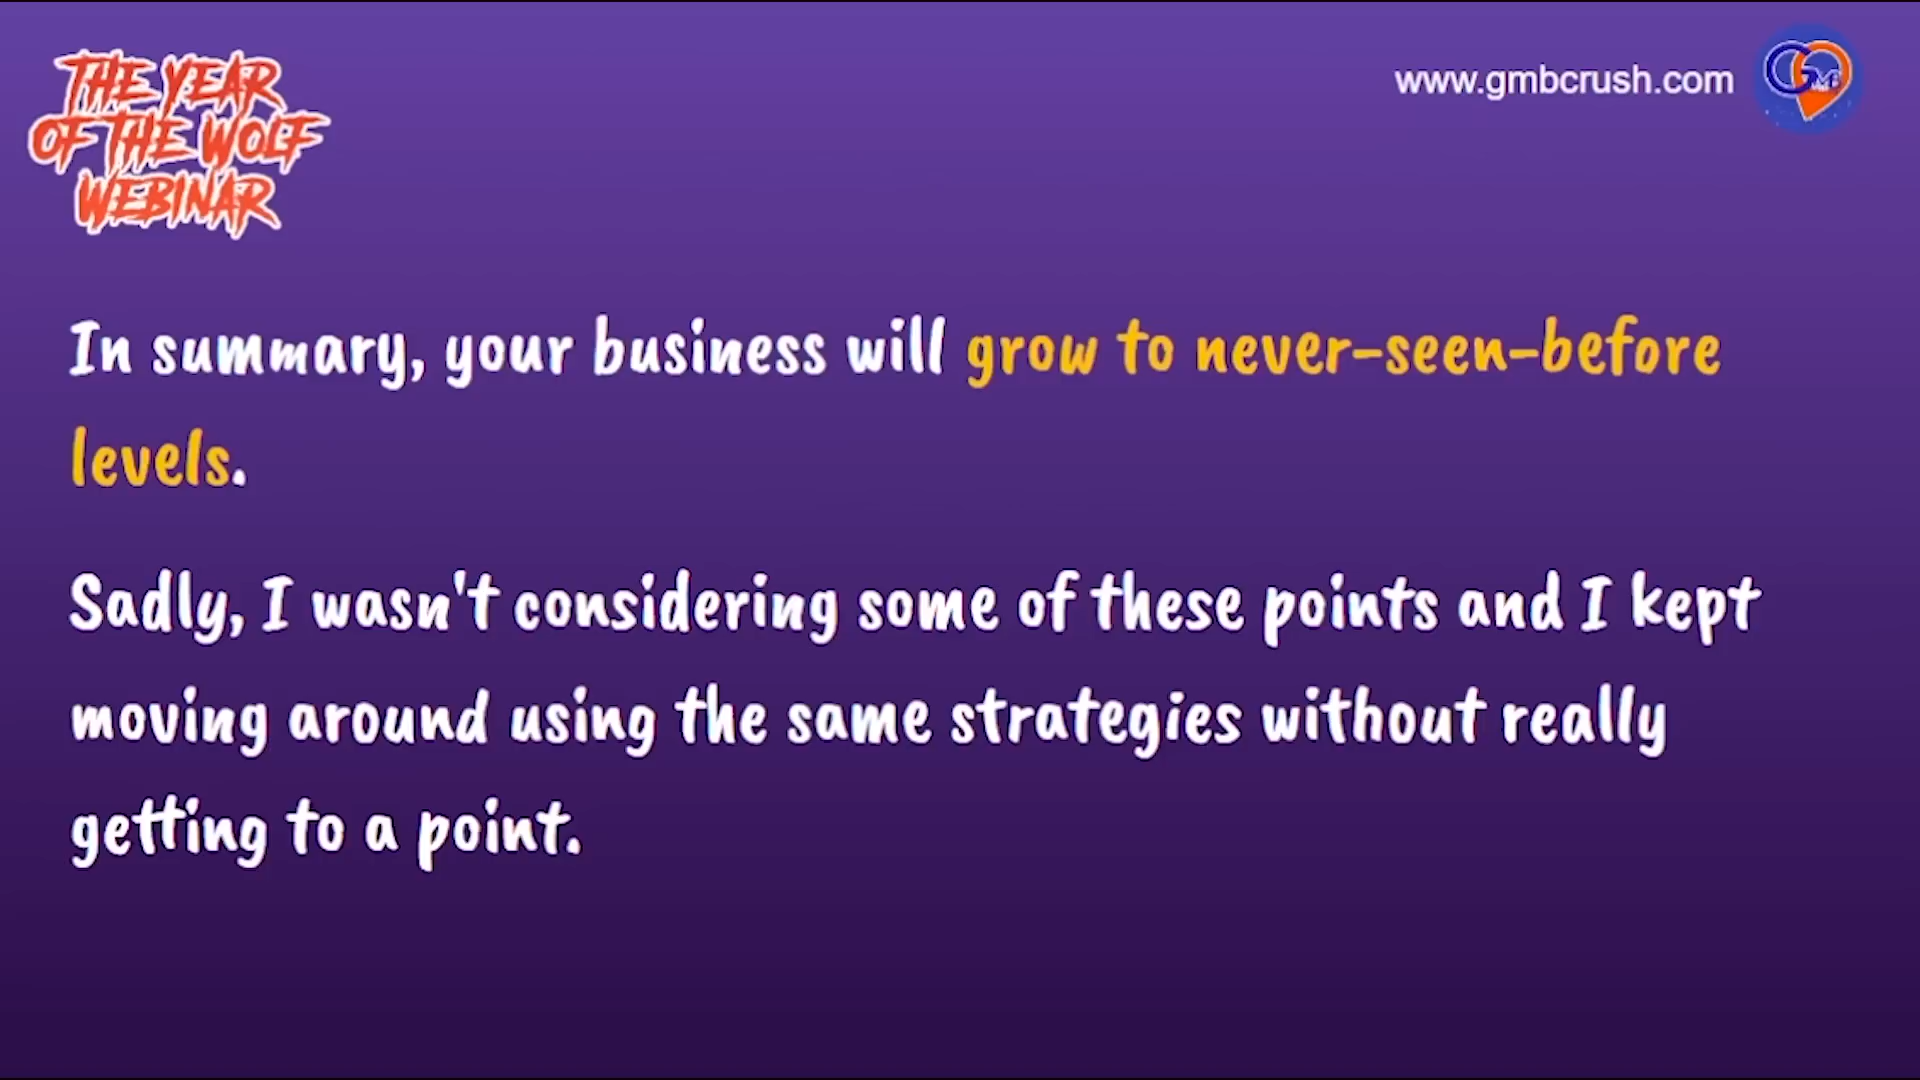 THE YEAR
OF THE WOLF
WEBINAR
www.gmbcrush.com
GMB
In summary, your business will grow to never-seen-before
levels.
Sadly, I wasn't considering some of these points and I kept
moving around using the same strategies without really
getting to a point.